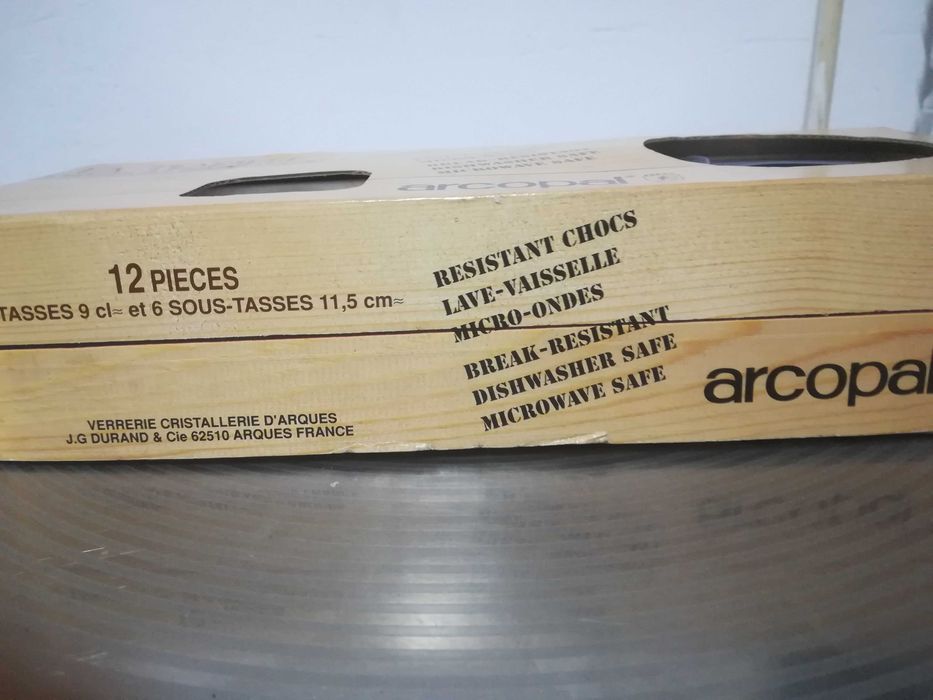 arcopal
12 PIECES
TASSES 9 cl≈ et 6 SOUS-TASSES 11,5 cm≈
RESISTANT CHOCS
LAVE-VAISSELLE
MICRO-ONDES
BREAK-RESISTANT
DISHWASHER SAFE
MICROWAVE SAFE
arcopal
VERRERIE CRISTALLERIE D'ARQUES
J.G DURAND & Cie 62510 ARQUES FRANCE